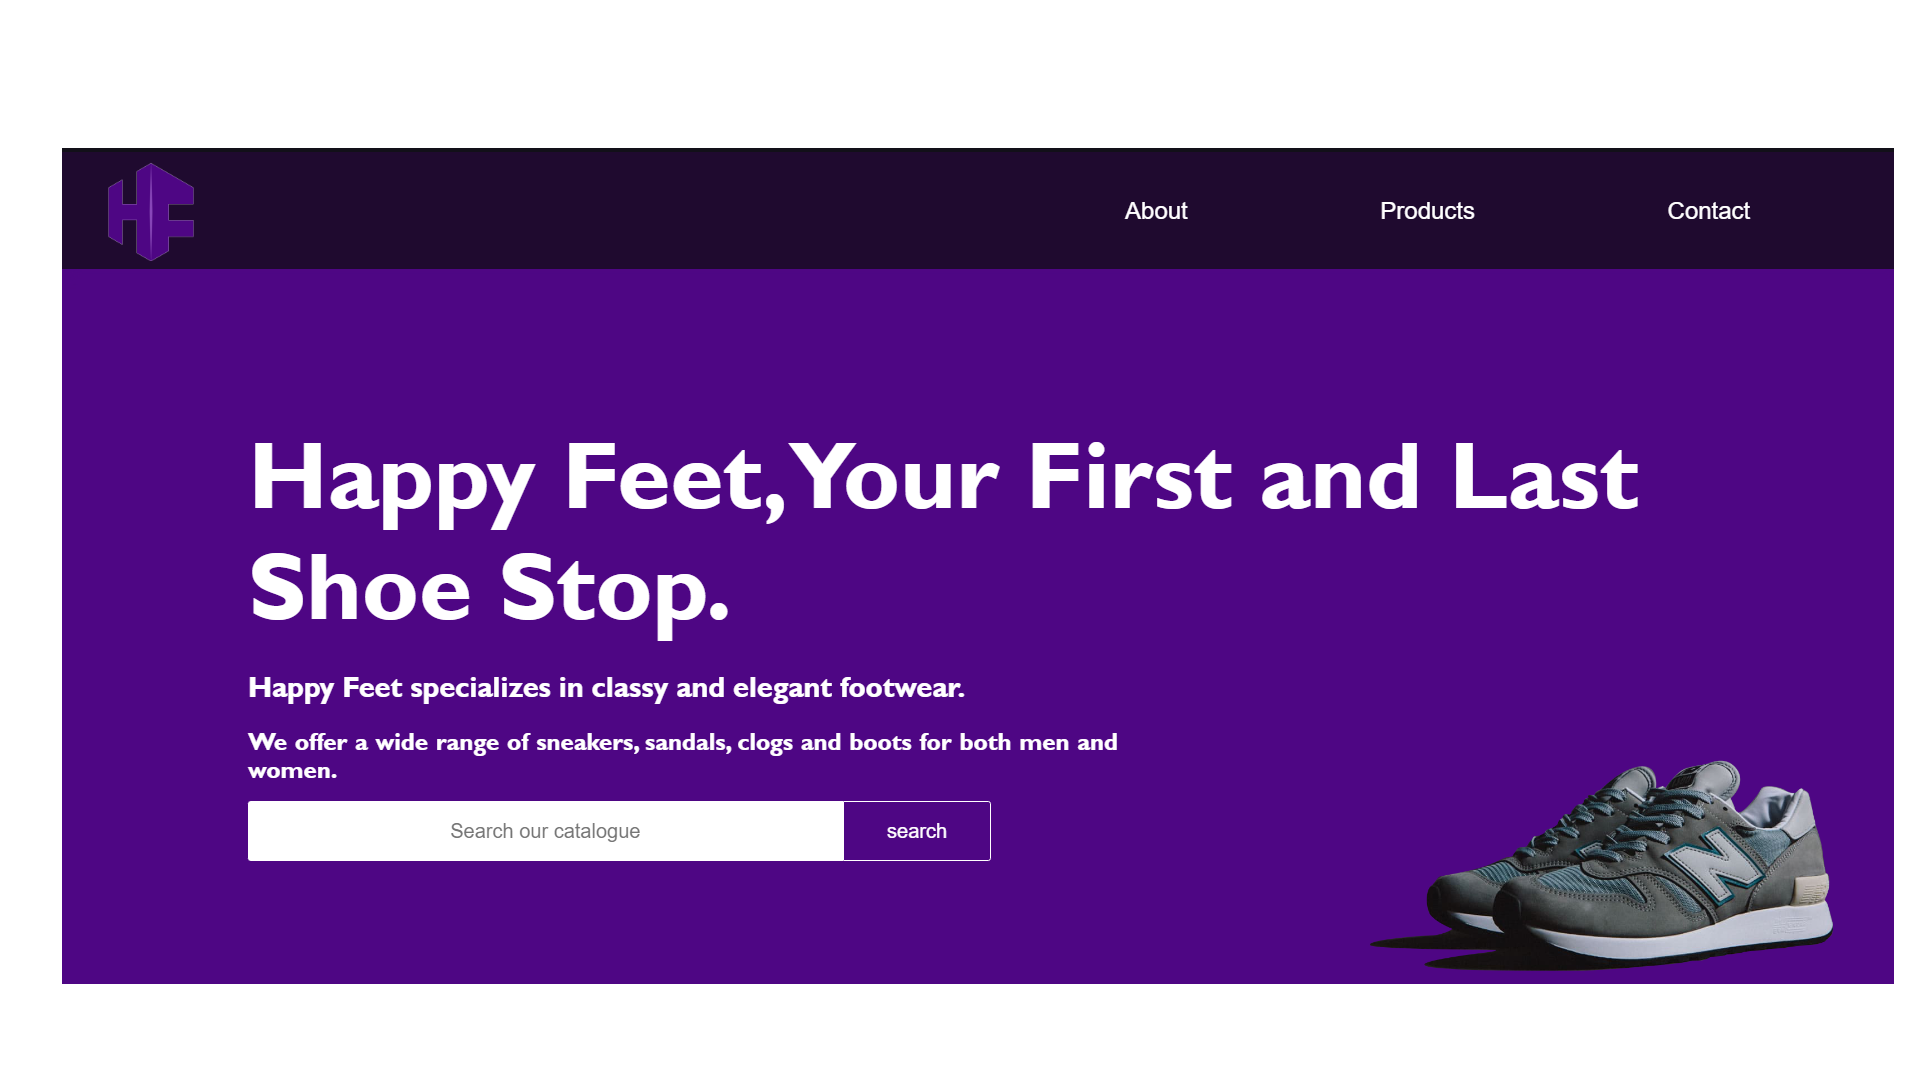 HF
About
Products
Contact
Happy Feet, Your First and Last
Shoe Stop.
Happy Feet specializes in classy and elegant footwear.
We offer a wide range of sneakers, sandals, clogs and boots for both men and
women.
Search our catalogue
search
N